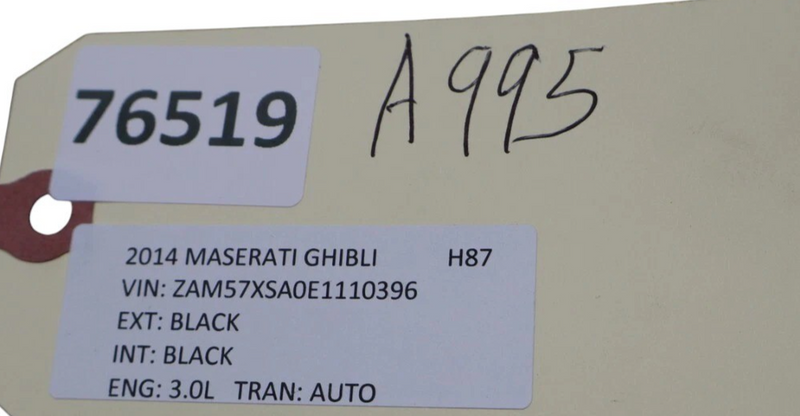 76519
A995
2014 MASERATI GHIBLI H87
VIN: ZAM57XSA0E1110396
EXT: BLACK
INT: BLACK
ENG: 3.0L TRAN: AUTO